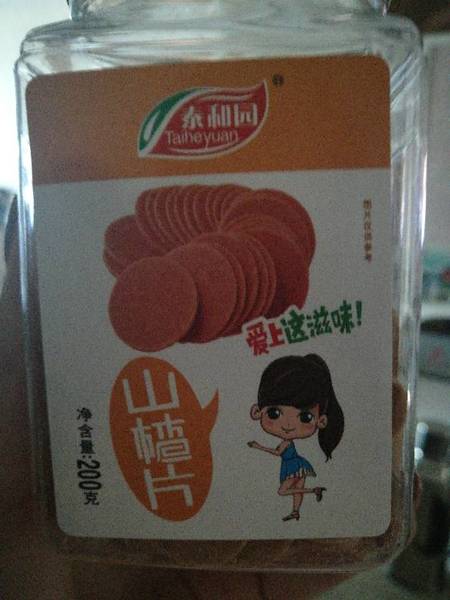 泰和园
Taiheyuan
®
图片仅供参考
爱上这滋味!
山楂片
净含量:200克